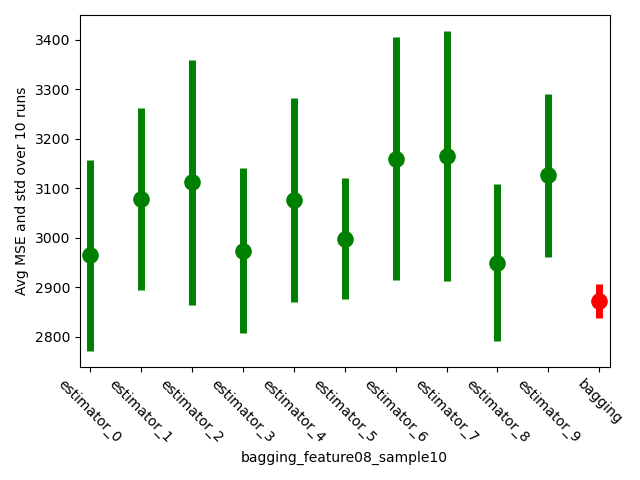 Avg MSE and std over 10 runs
3400
3300
3200
3100
3000
2900
2800
estimator_0
estimator_1
estimator_2
estimator_3
estimator_4
estimator_5
estimator_6
estimator_7
estimator_8
estimator_9
bagging
bagging_feature08_sample10